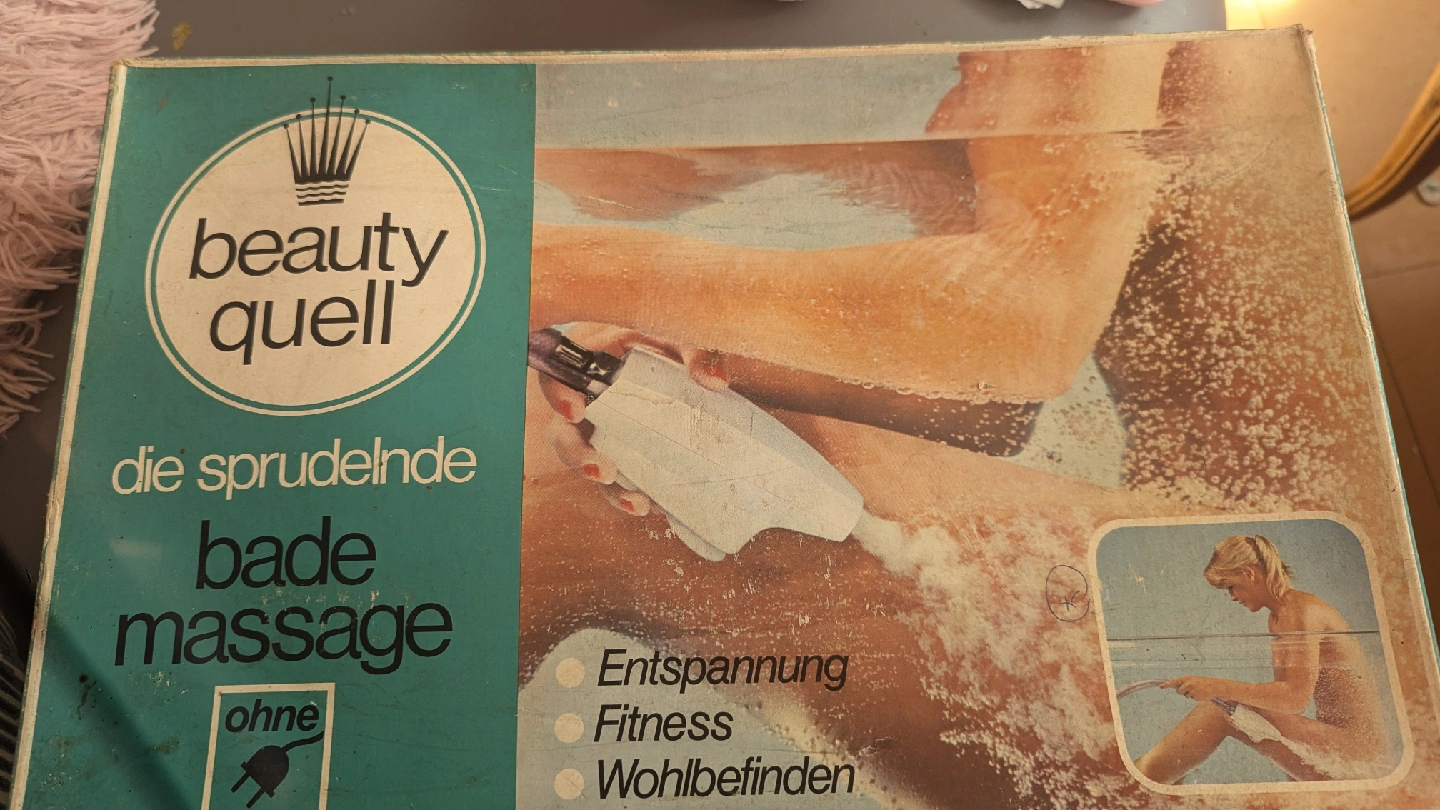 beauty
quell
die sprudelnde
bade
massage
ohne
Entspannung
Fitness
Wohlbefinden